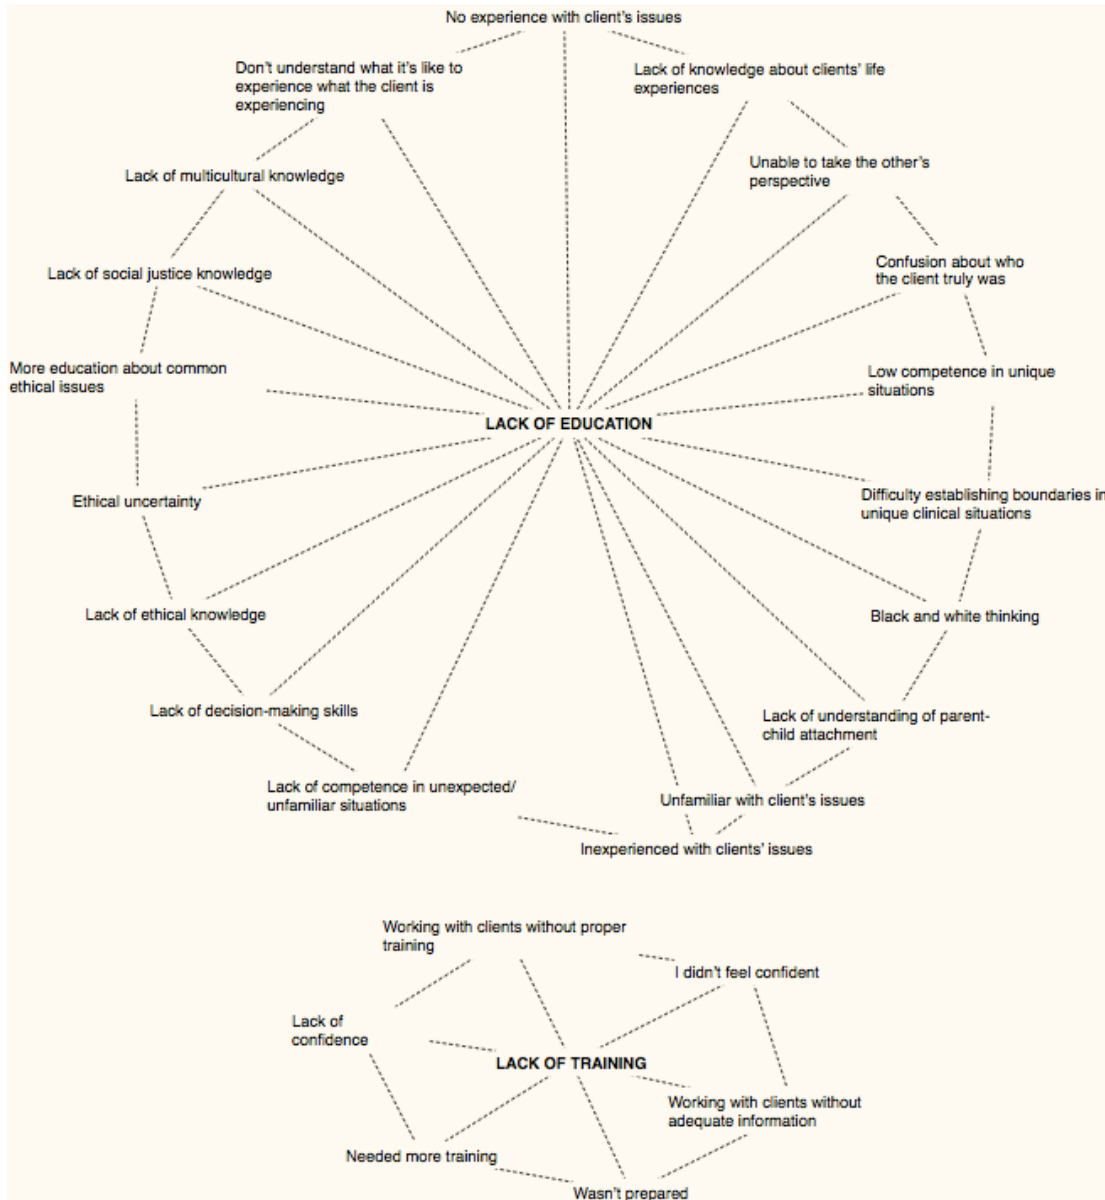 No experience with client's issues
Don't understand what it's like to
experience what the client is
experiencing
Lack of knowledge about clients' life
experiences
Lack of multicultural knowledge
Unable to take the other's
perspective
Lack of social justice knowledge
Confusion about who
the client truly was
More education about common
ethical issues
Low competence in unique
situations
LACK OF EDUCATION
Ethical uncertainty
Difficulty establishing boundaries in
unique clinical situations
Lack of ethical knowledge
Black and white thinking
Lack of decision-making skills
Lack of understanding of parent-
child attachment
Lack of competence in unexpected/
unfamiliar situations
Unfamiliar with client's issues
Inexperienced with clients' issues
Working with clients without proper
training
I didn't feel confident
Lack of
confidence
LACK OF TRAINING
Working with clients without
adequate information
Needed more training
Wasn't prepared